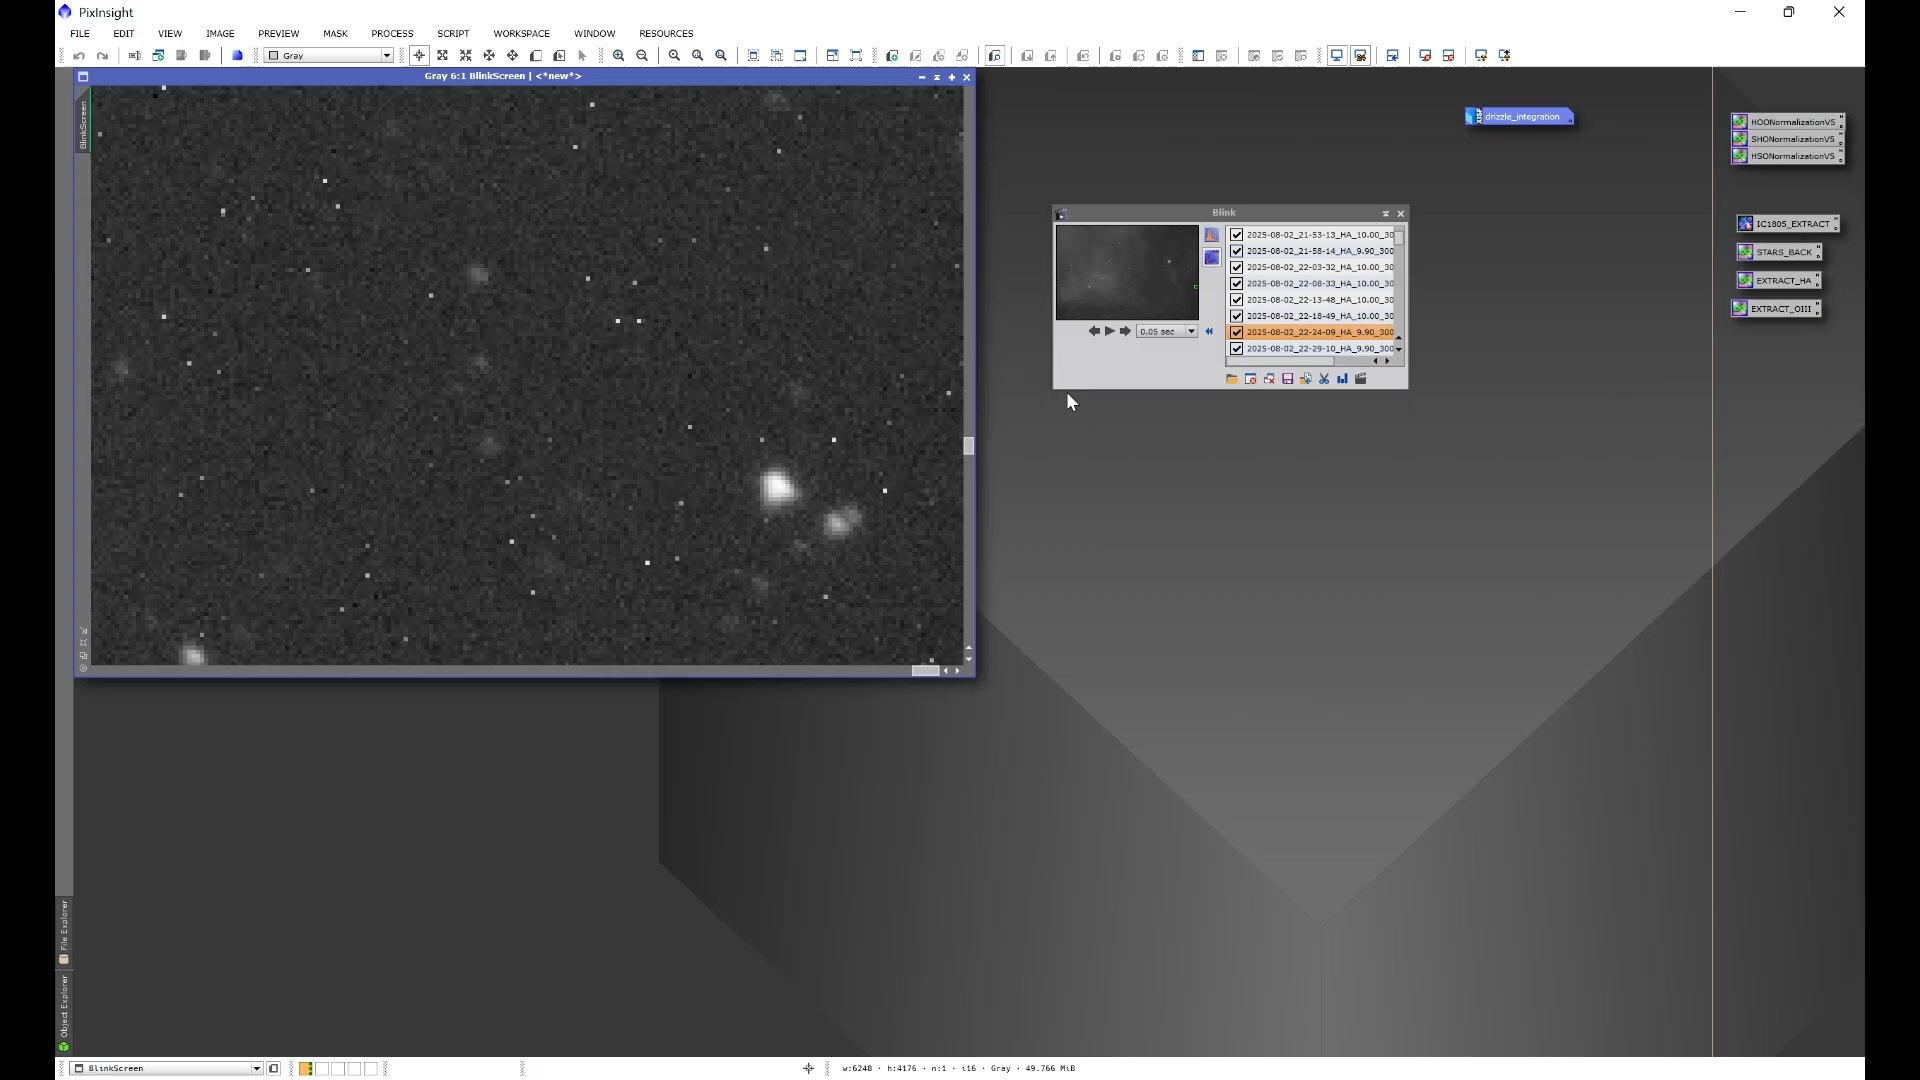 PixInsight
FILE EDIT VIEW IMAGE PREVIEW MASK PROCESS SCRIPT WORKSPACE WINDOW RESOURCES
Gray
Gray 6:1 BlinkScreen | <*new*>
BlinkScreen
XISF
drizzle_integration
HOONormalizationV5
SHONormalizationV5
HSONormalizationV5
IC1805_EXTRACT
STARS_BACK
EXTRACT_HA
EXTRACT_OIII
Blink
2025-08-02_21-53-13_HA_10.00_30
2025-08-02_21-58-14_HA_9.90_300
2025-08-02_22-03-32_HA_10.00_30
2025-08-02_22-08-33_HA_10.00_30
2025-08-02_22-13-48_HA_10.00_30
2025-08-02_22-18-49_HA_10.00_30
2025-08-02_22-24-09_HA_9.90_300
2025-08-02_22-29-10_HA_9.90_300
0.05 sec
File Explorer
Object Explorer
BlinkScreen
w:6248 · h:4176 · n:1 · i16 · Gray · 49.766 MiB